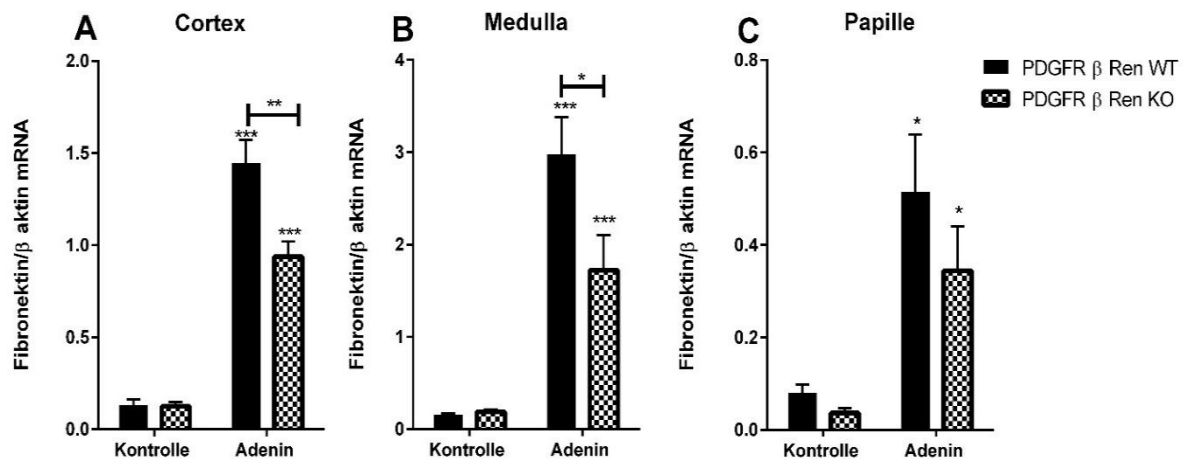 A
Cortex
Fibronektin/β aktin mRNA
2.0
1.5
1.0
0.5
0.0
**
***
***
Kontrolle
Adenin
B
Medulla
Fibronektin/β aktin mRNA
4
3
2
1
0
*
***
***
Kontrolle
Adenin
C
Papille
Fibronektin/β aktin mRNA
0.8
0.6
0.4
0.2
0.0
*
*
Kontrolle
Adenin
PDGFR β Ren WT
PDGFR β Ren KO